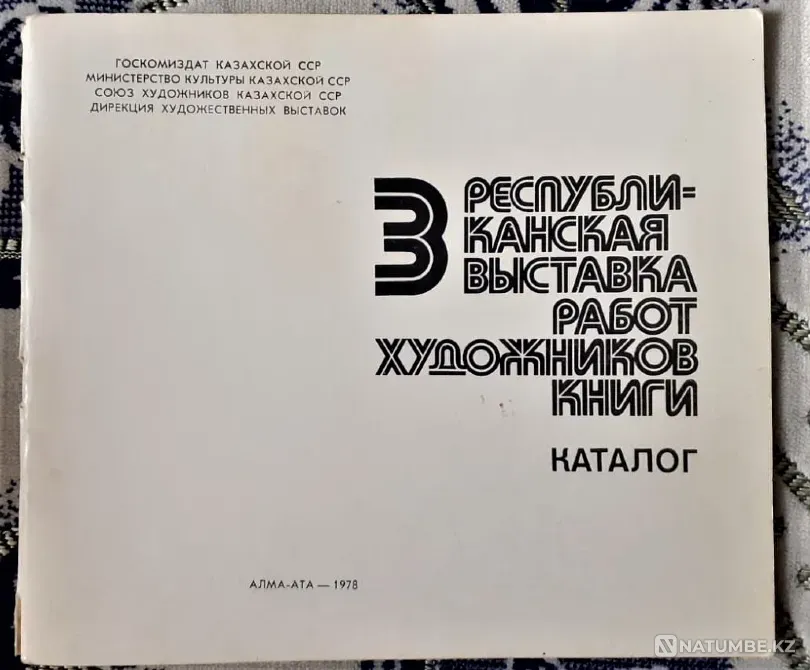 ГОСКОМИЗДАТ КАЗАХСКОЙ ССР
МИНИСТЕРСТВО КУЛЬТУРЫ КАЗАХСКОЙ ССР
СОЮЗ ХУДОЖНИКОВ КАЗАХСКОЙ ССР
ДИРЕКЦИЯ ХУДОЖЕСТВЕННЫХ ВЫСТАВОК
3 РЕСПУБЛИ-
КАНСКАЯ
ВЫСТАВКА
РАБОТ
ХУДОЖНИКОВ
КНИГИ
КАТАЛОГ
АЛМА-АТА — 1978
NATUMBE.KZ